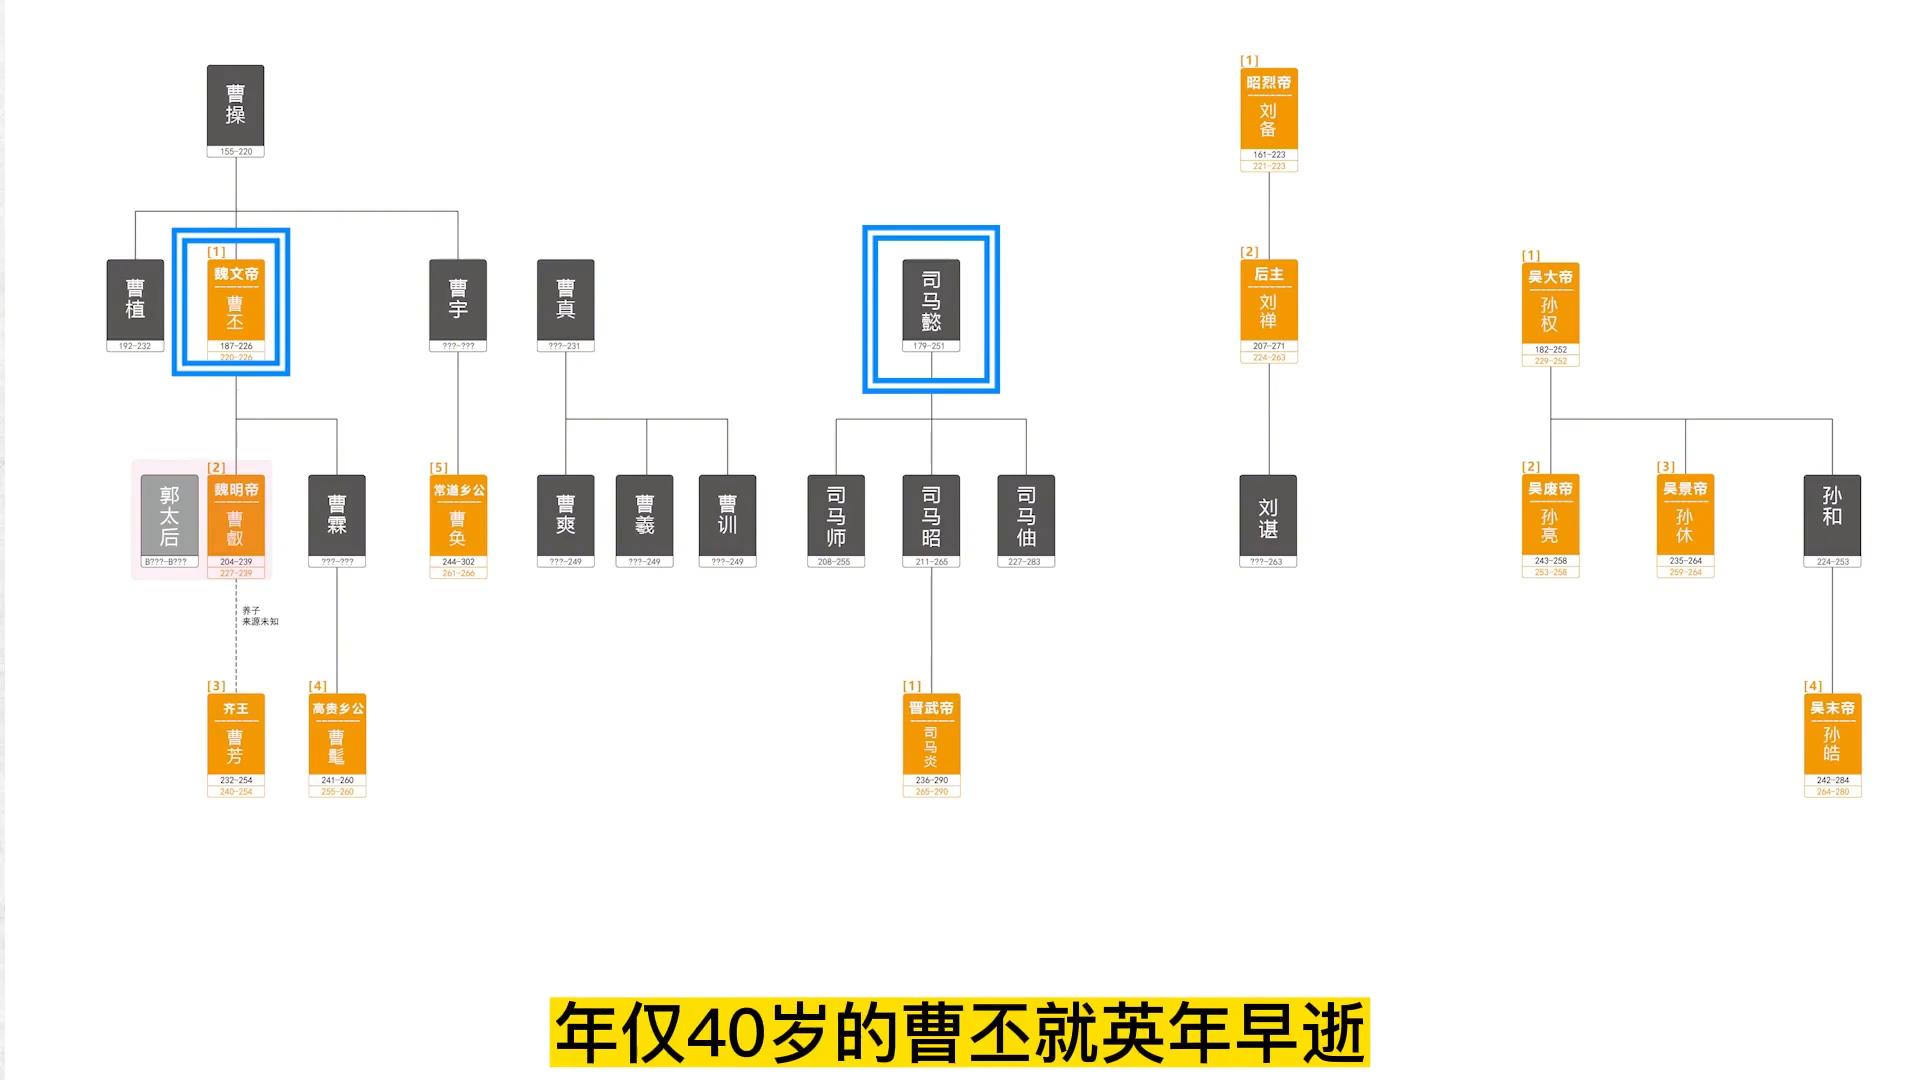 曹操
155-220
[1]
昭烈帝
刘备
161-223
221-223
曹植
192-232
[1]
魏文帝
曹丕
187-226
220-226
曹宇
???-???
曹真
???-231
司马懿
179-251
[2]
后主
刘禅
207-271
224-263
[1]
吴大帝
孙权
182-252
229-252
郭太后
B???-B???
[2]
魏明帝
曹叡
204-239
227-239
曹霖
???-???
[5]
常道乡公
曹奂
244-302
261-266
曹爽
???-249
曹羲
???-249
曹训
???-249
司马师
208-255
司马昭
211-265
司马伷
227-283
刘谌
???-263
[2]
吴废帝
孙亮
243-258
253-258
[3]
吴景帝
孙休
235-264
259-264
孙和
224-253
养子
来源未知
[3]
齐王
曹芳
232-254
240-254
[4]
高贵乡公
曹髦
241-260
255-260
[1]
晋武帝
司马炎
236-290
265-290
[4]
吴末帝
孙皓
242-284
264-280
年仅40岁的曹丕就英年早逝